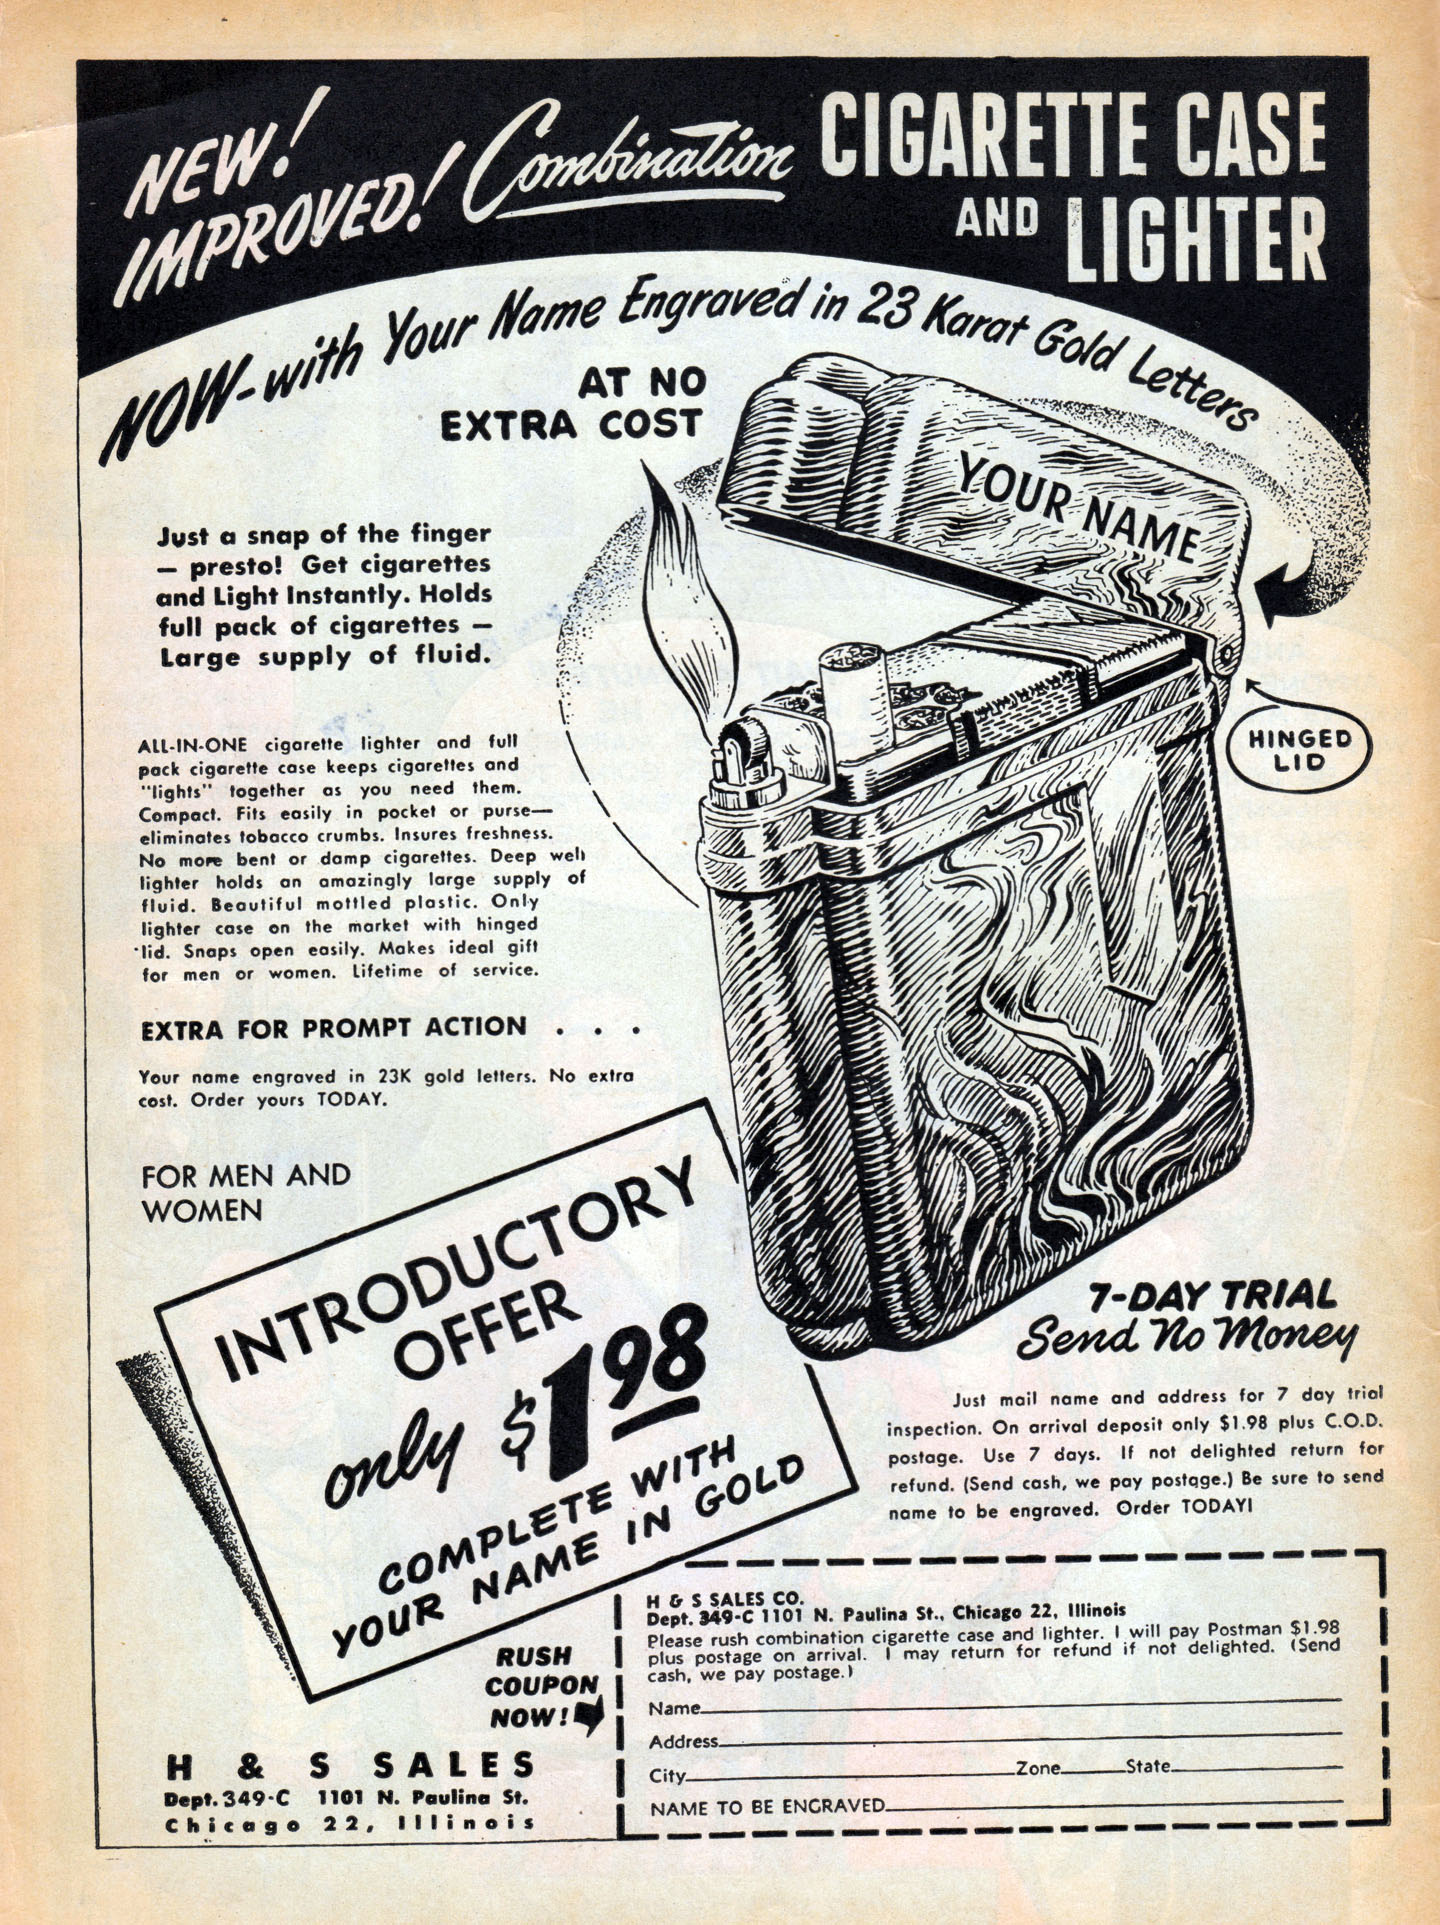 NEW!
IMPROVED! Combination CIGARETTE CASE
AND LIGHTER
NOW-with Your Name Engraved in 23 Karat Gold Letters
AT NO
EXTRA COST
YOUR NAME
Just a snap of the finger
— presto! Get cigarettes
and Light Instantly. Holds
full pack of cigarettes —
Large supply of fluid.
HINGED
LID
ALL-IN-ONE cigarette lighter and full
pack cigarette case keeps cigarettes and
"lights" together as you need them.
Compact. Fits easily in pocket or purse—
eliminates tobacco crumbs. Insures freshness.
No more bent or damp cigarettes. Deep well
lighter holds an amazingly large supply of
fluid. Beautiful mottled plastic. Only
lighter case on the market with hinged
lid. Snaps open easily. Makes ideal gift
for men or women. Lifetime of service.
EXTRA FOR PROMPT ACTION . . .
Your name engraved in 23K gold letters. No extra
cost. Order yours TODAY.
FOR MEN AND
WOMEN
INTRODUCTORY
OFFER
only $1.98
COMPLETE WITH
YOUR NAME IN GOLD
7-DAY TRIAL
Send No Money
Just mail name and address for 7 day trial
inspection. On arrival deposit only $1.98 plus C.O.D.
postage. Use 7 days. If not delighted return for
refund. (Send cash, we pay postage.) Be sure to send
name to be engraved. Order TODAY!
RUSH
COUPON
NOW!
H & S SALES
Dept. 349-C 1101 N. Paulina St.
Chicago 22, Illinois
H & S SALES CO.
Dept. 349-C 1101 N. Paulina St., Chicago 22, Illinois
Please rush combination cigarette case and lighter. I will pay Postman $1.98
plus postage on arrival. I may return for refund if not delighted. (Send
cash, we pay postage.)
Name
Address
City Zone State
NAME TO BE ENGRAVED